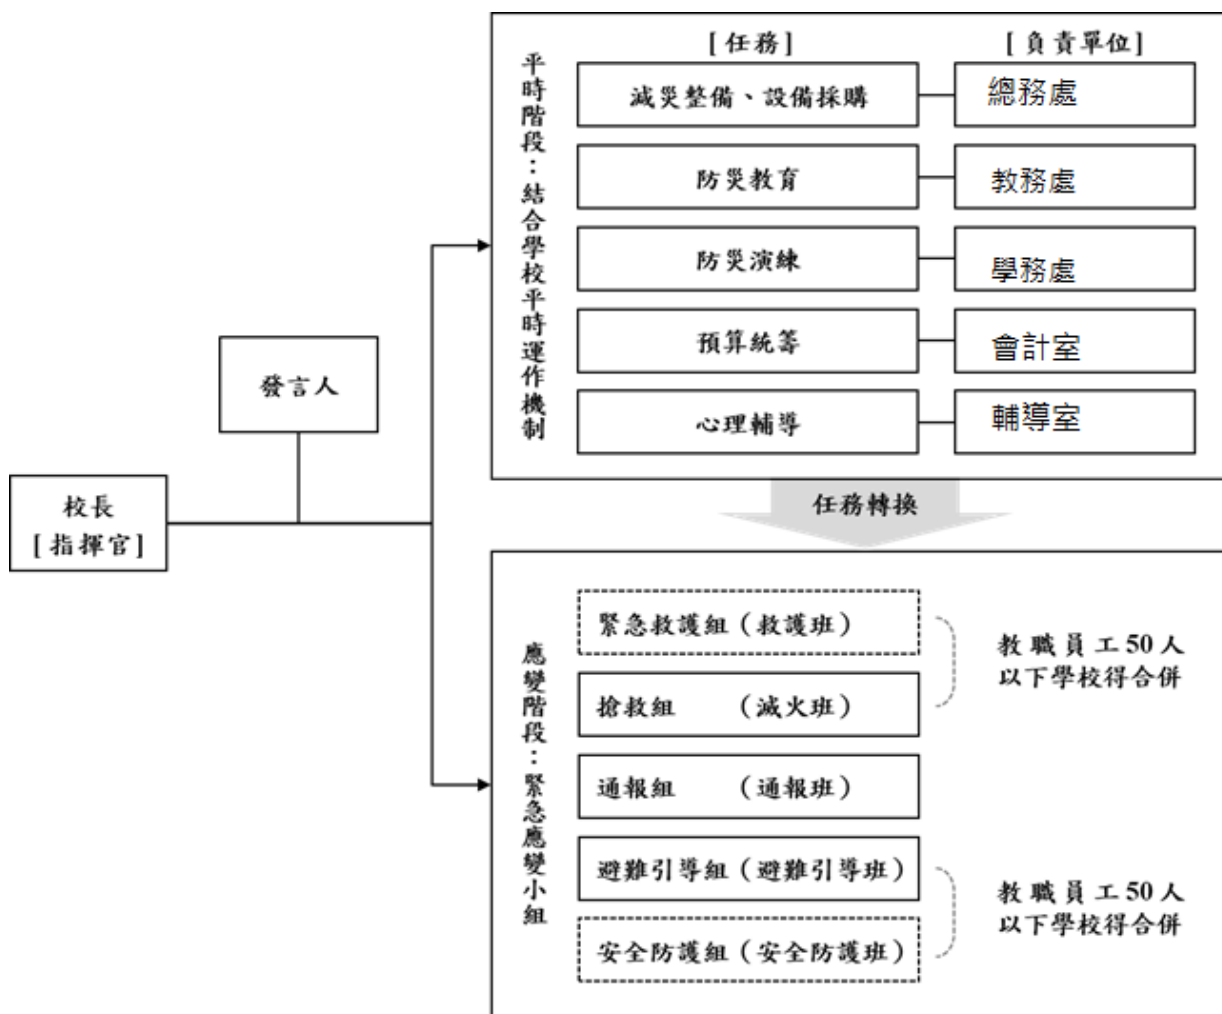 平時階段：結合學校平時運作機制
[任務]
[負責單位]
減災整備、設備採購
總務處
防災教育
教務處
防災演練
學務處
預算統籌
會計室
心理輔導
輔導室
發言人
校長
[指揮官]
任務轉換
應變階段：緊急應變小組
緊急救護組（救護班）
搶救組　　（滅火班）
教職員工50人
以下學校得合併
通報組　　（通報班）
避難引導組（避難引導班）
安全防護組（安全防護班）
教職員工50人
以下學校得合併